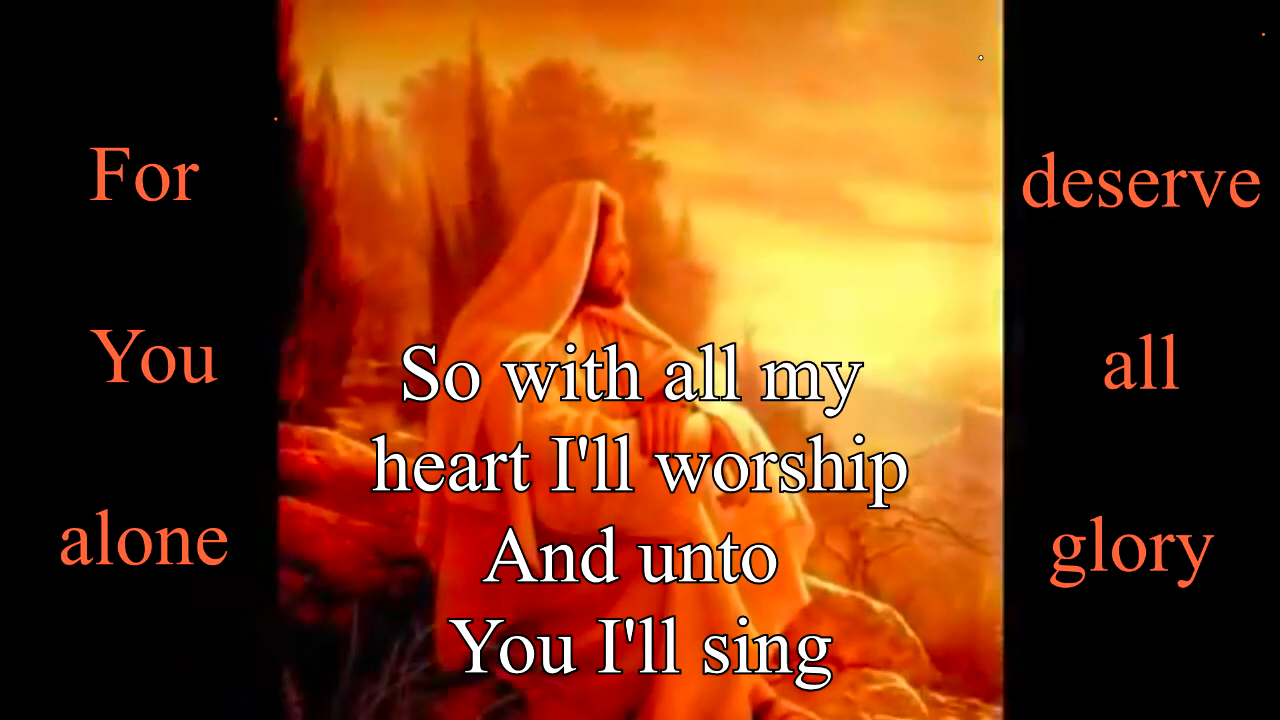 For
You
alone
So with all my
heart I'll worship
And unto
You I'll sing
deserve
all
glory